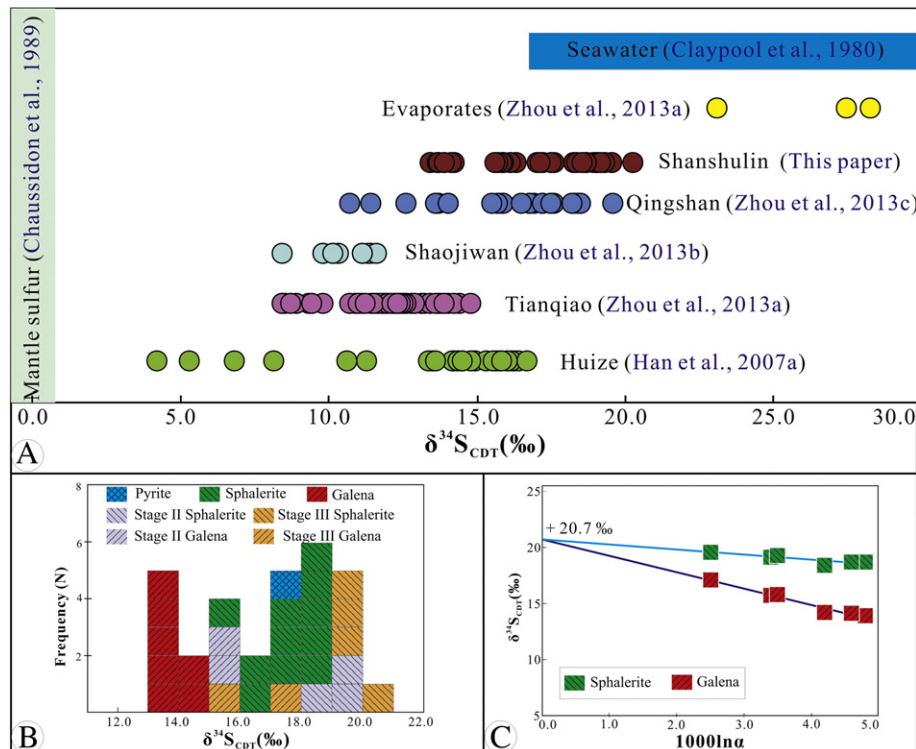 Mantle sulfur (Chaussidon et al., 1989)
Seawater (Claypool et al., 1980)
Evaporates (Zhou et al., 2013a)
Shanshulin (This paper)
Qingshan (Zhou et al., 2013c)
Shaojiwan (Zhou et al., 2013b)
Tianqiao (Zhou et al., 2013a)
Huize (Han et al., 2007a)
0.0 5.0 10.0 15.0 20.0 25.0 30.0
A
δ³⁴S_CDT(‰)
8
6
4
2
Frequency (N)
Pyrite Sphalerite Galena
Stage II Sphalerite Stage III Sphalerite
Stage II Galena Stage III Galena
12.0 14.0 16.0 18.0 20.0 22.0
B
δ³⁴S_CDT(‰)
25
20
15
10
5
δ³⁴S_CDT(‰)
+ 20.7 ‰
Sphalerite Galena
0.0 1.0 2.0 3.0 4.0 5.0
C
1000lnα